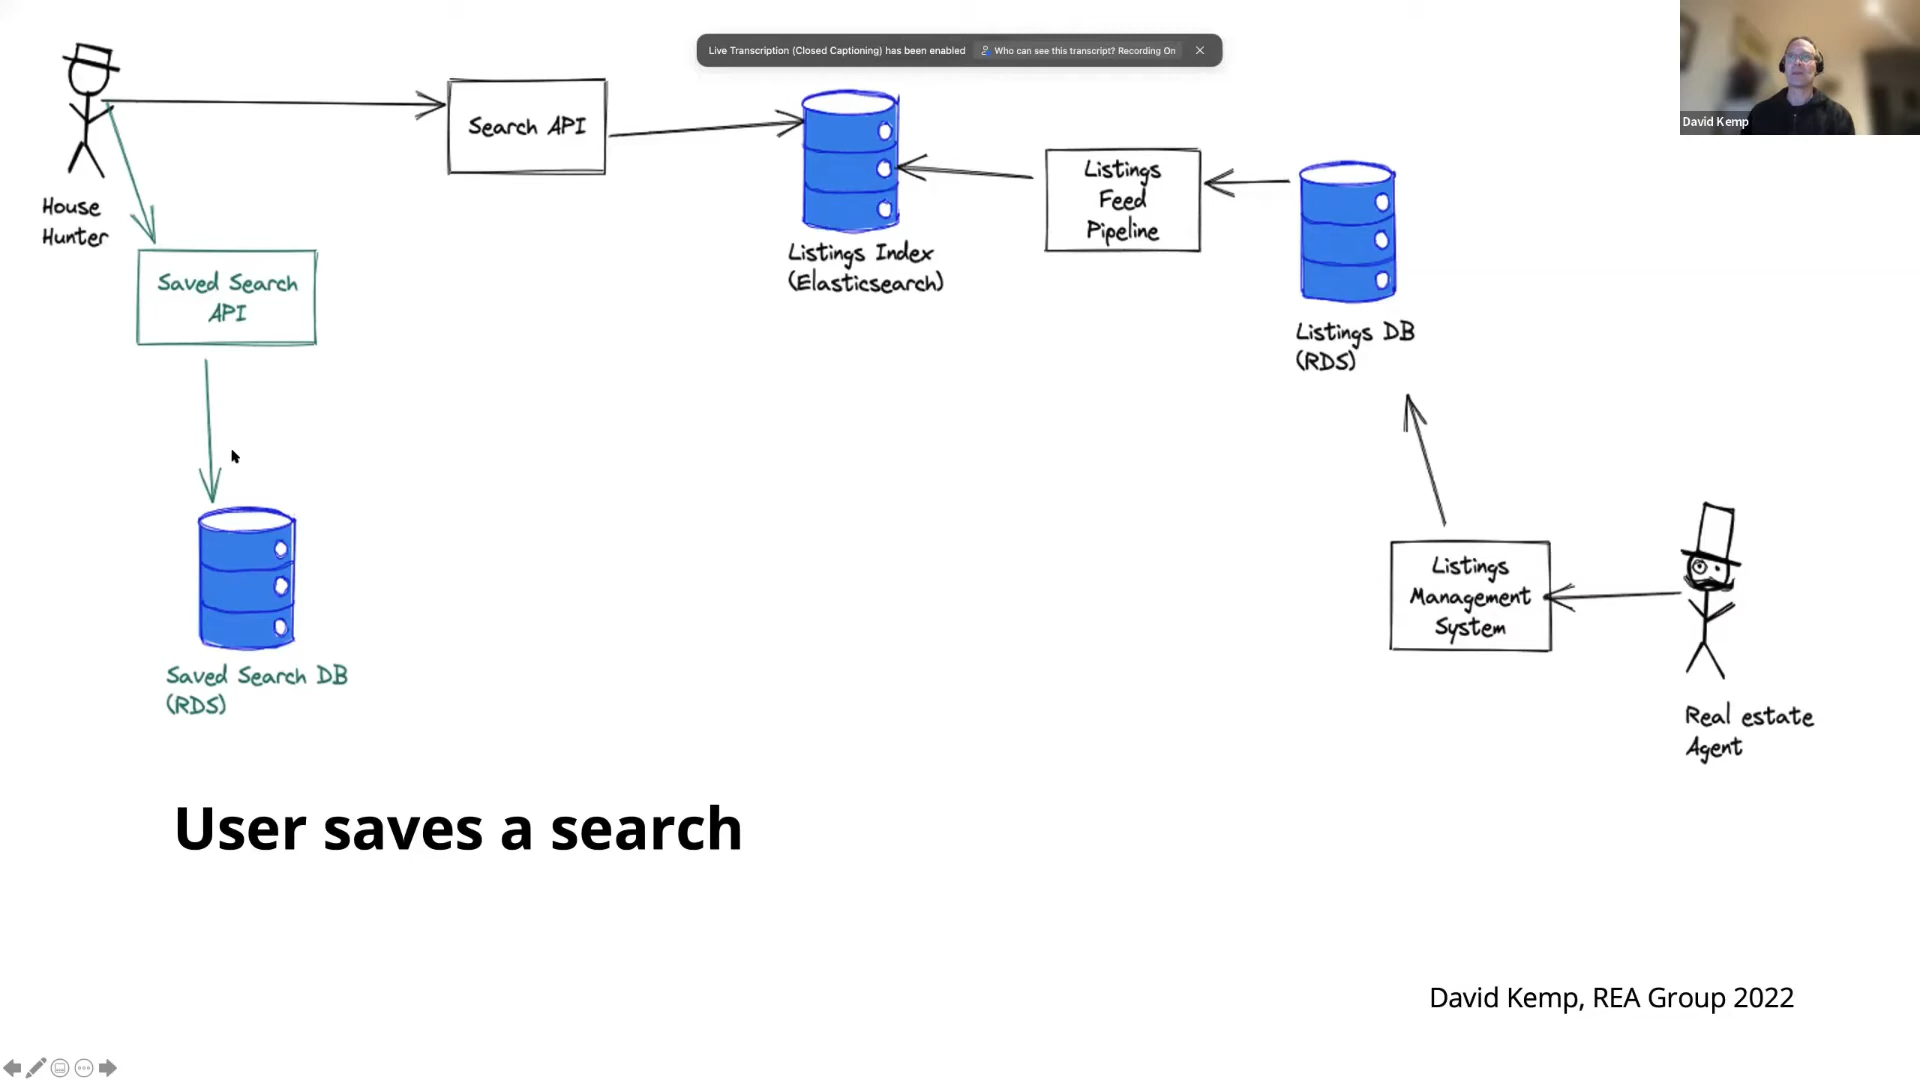 Live Transcription (Closed Captioning) has been enabled
Who can see this transcript? Recording On
David Kemp
House
Hunter
Search API
Listings Index
(Elasticsearch)
Listings
Feed
Pipeline
Listings DB
(RDS)
Saved Search
API
Saved Search DB
(RDS)
Listings
Management
System
Real estate
Agent
User saves a search
David Kemp, REA Group 2022